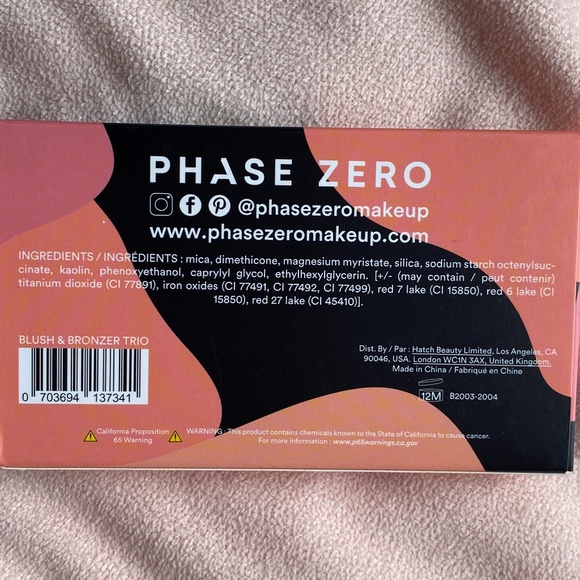 PHASE ZERO
@phasezeromakeup
www.phasezeromakeup.com
INGREDIENTS / INGRÉDIENTS : mica, dimethicone, magnesium myristate, silica, sodium starch octenylsuc-
cinate, kaolin, phenoxyethanol, caprylyl glycol, ethylhexylglycerin. [+/- (may contain / peut contenir)
titanium dioxide (CI 77891), iron oxides (CI 77491, CI 77492, CI 77499), red 7 lake (CI 15850), red 6 lake (CI
15850), red 27 lake (CI 45410)].
BLUSH & BRONZER TRIO
0 703694 137341
Dist. By / Par : Hatch Beauty Limited, Los Angeles, CA
90046, USA. London WC1N 3AX, United Kingdom.
Made in China / Fabriqué en Chine
12M B2003-2004
California Proposition
65 Warning
WARNING : This product contains chemicals known to the State of California to cause cancer.
For more information : www.p65warnings.ca.gov